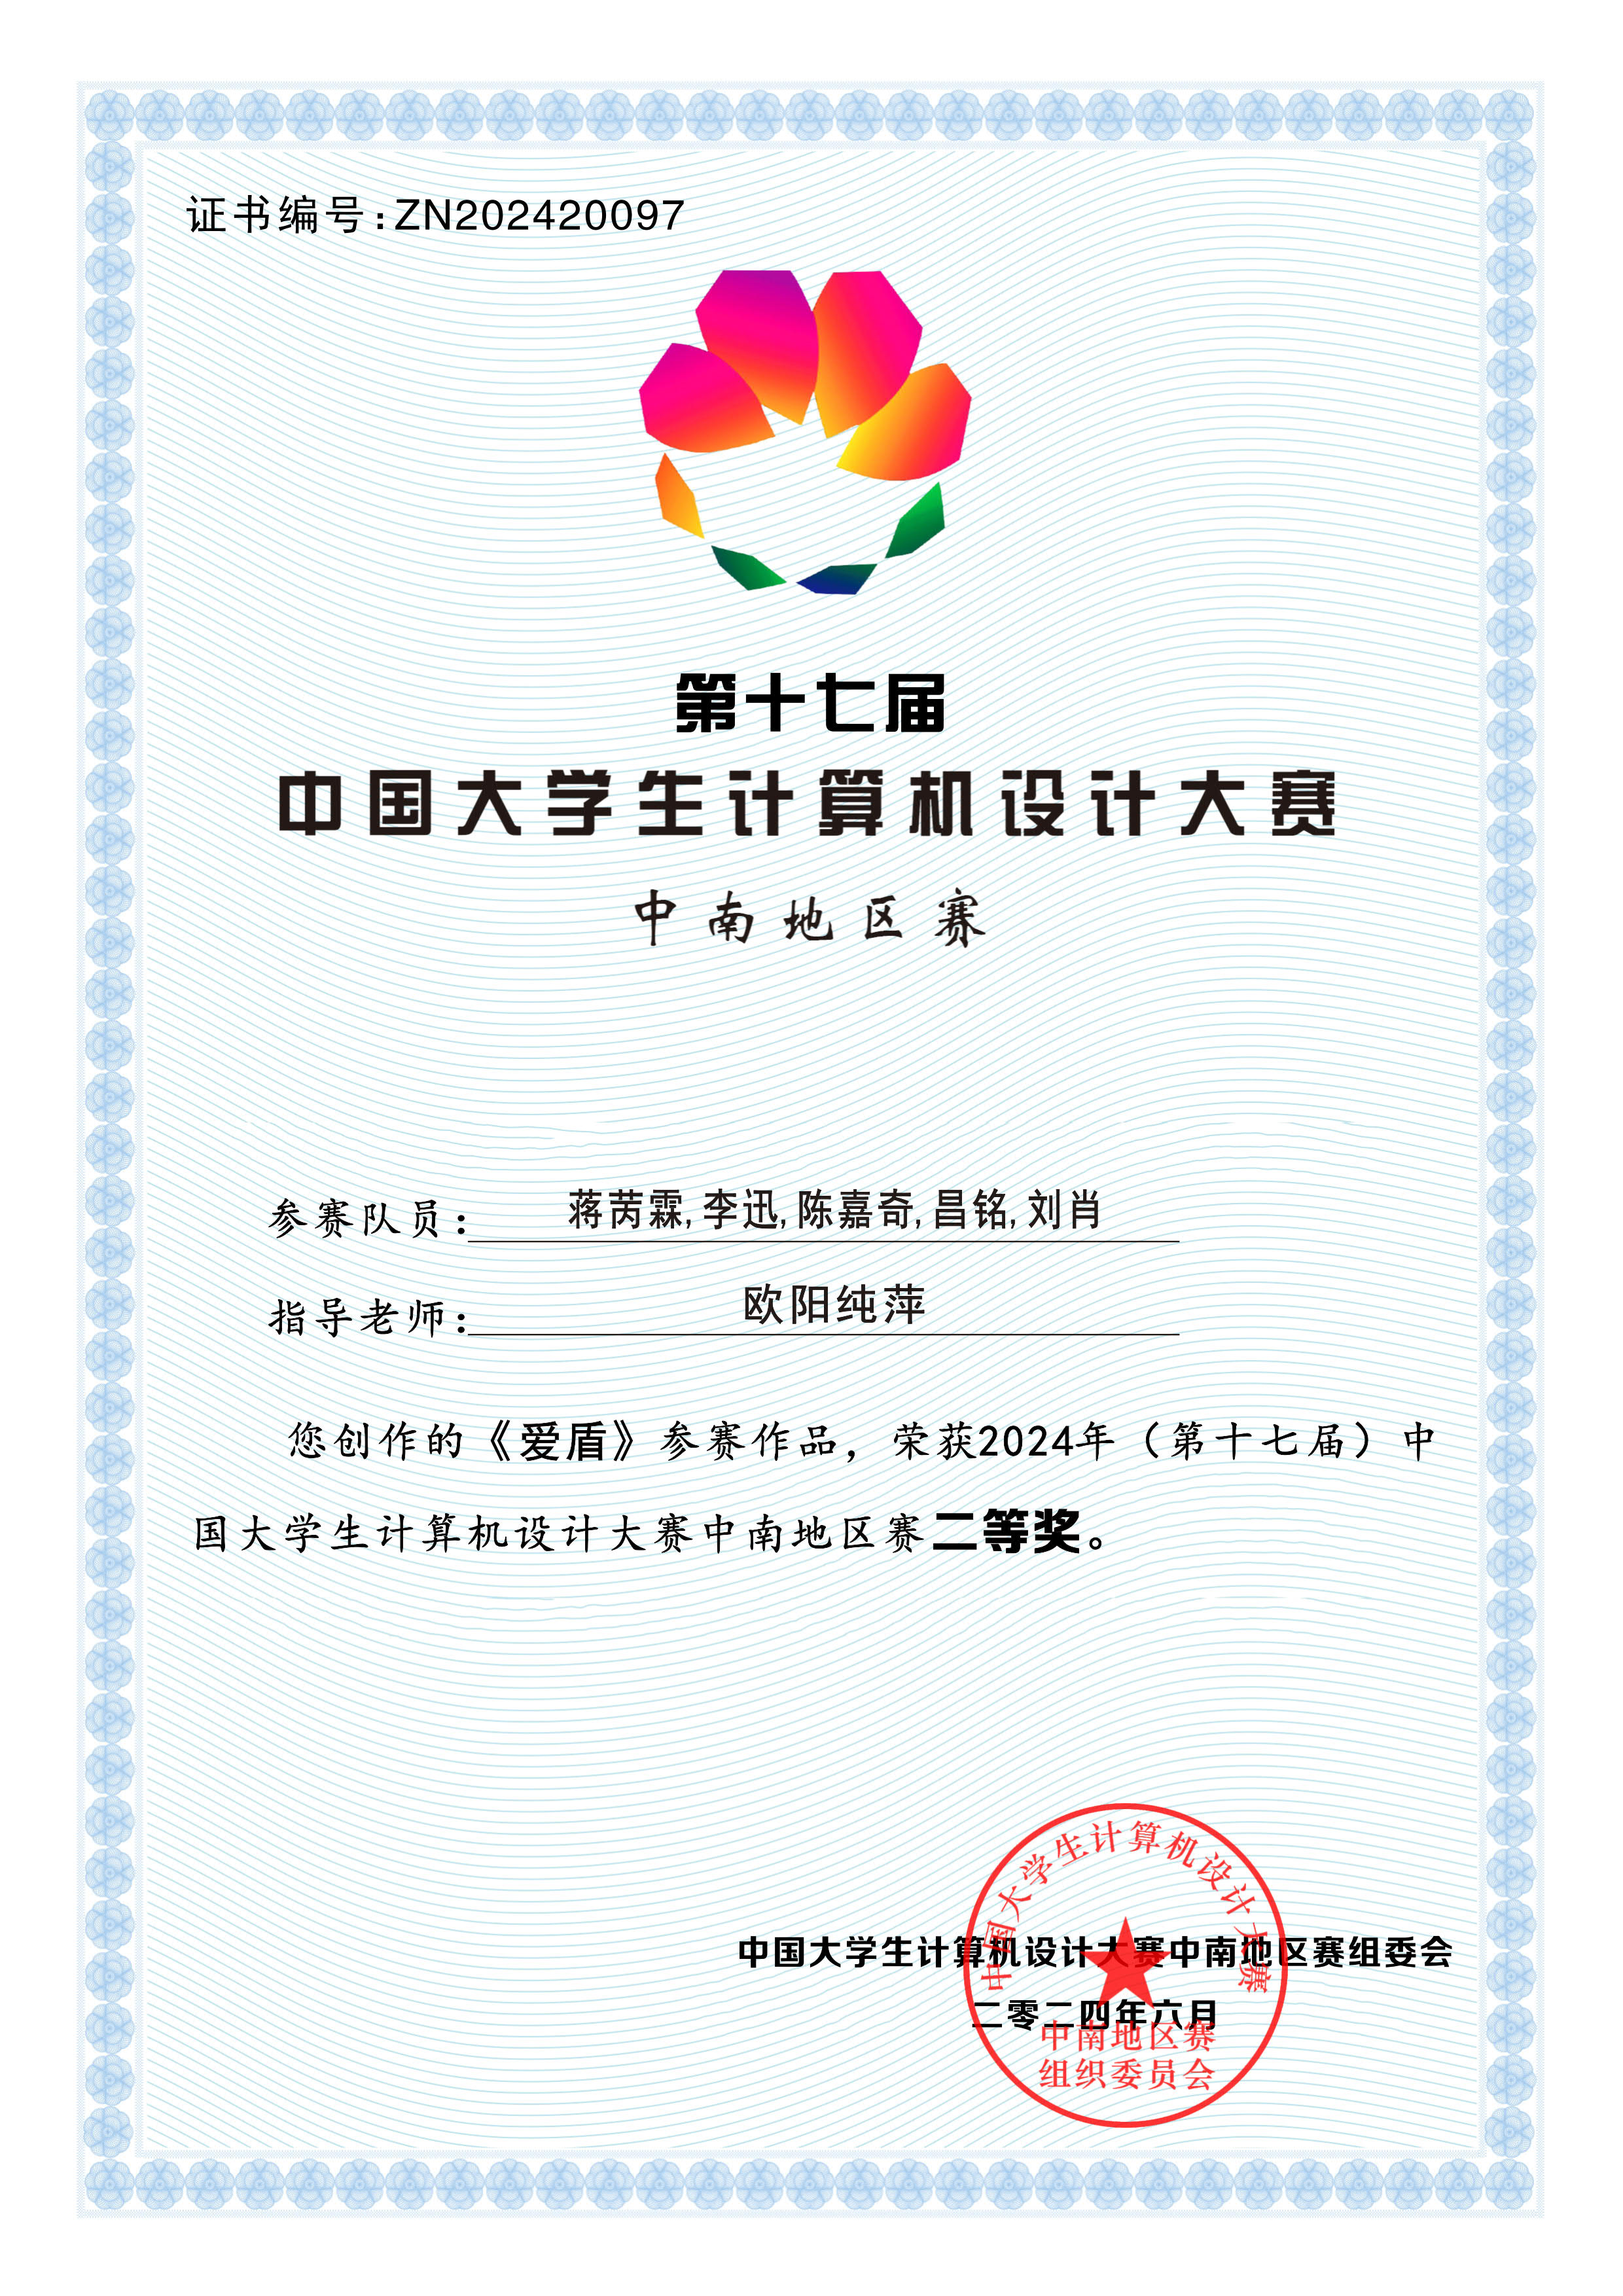 证书编号:ZN202420097
第十七届
中国大学生计算机设计大赛
中南地区赛
参赛队员:蒋苪霖,李迅,陈嘉奇,昌铭,刘肖
指导老师:欧阳纯萍
您创作的《爱盾》参赛作品，荣获2024年（第十七届）中
国大学生计算机设计大赛中南地区赛二等奖。
中国大学生计算机设计大赛中南地区赛组委会
二零二四年六月
中国大学生计算机设计大赛
中南地区赛
组织委员会